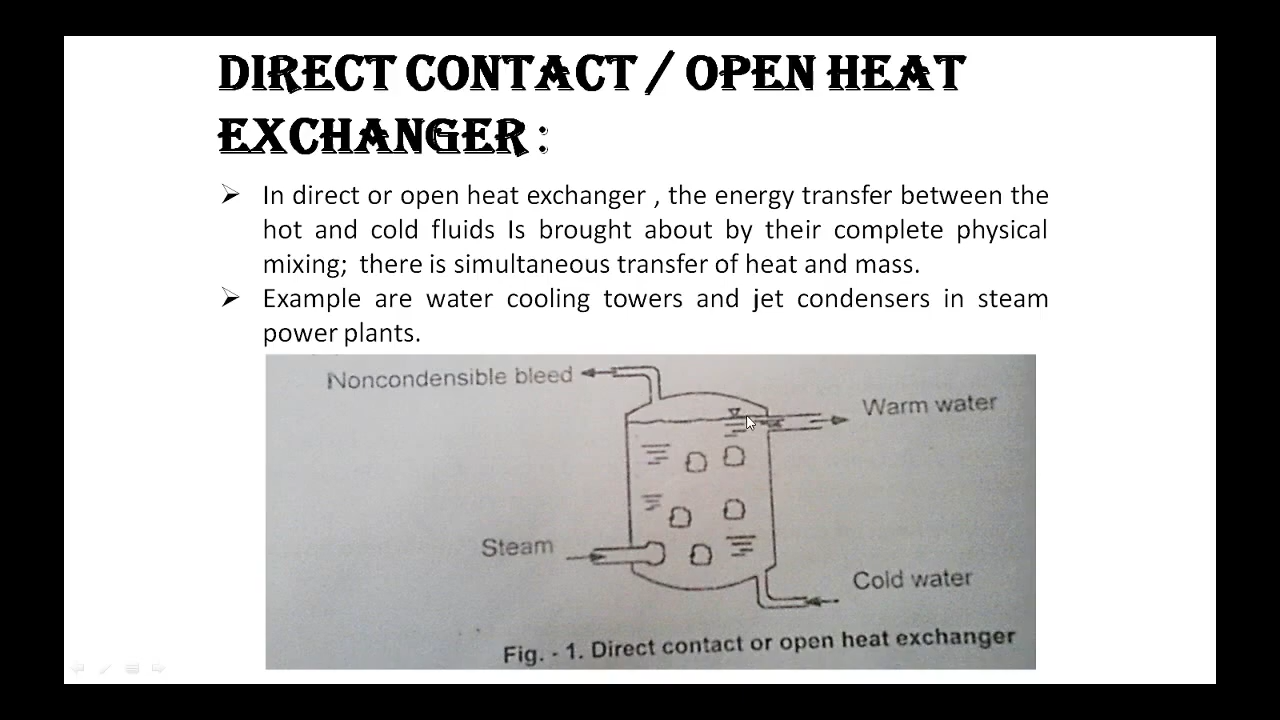 DIRECT CONTACT / OPEN HEAT
EXCHANGER :
In direct or open heat exchanger , the energy transfer between the
hot and cold fluids Is brought about by their complete physical
mixing; there is simultaneous transfer of heat and mass.
Example are water cooling towers and jet condensers in steam
power plants.
Noncondensible bleed
Warm water
Steam
Cold water
Fig. - 1. Direct contact or open heat exchanger